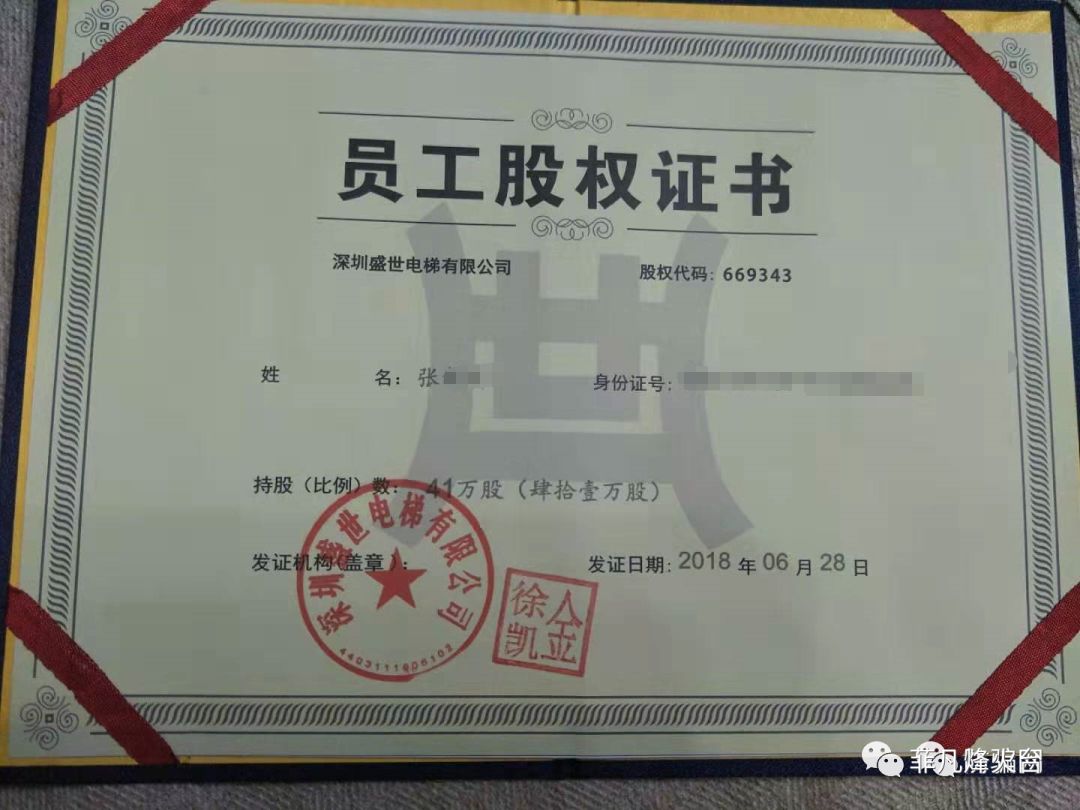 员工股权证书
深圳盛世电梯有限公司 股权代码：669343
姓 名：张 身份证号：
持股（比例）数：41万股（肆拾壹万股）
发证机构(盖章)： 发证日期：2018年06月28日
深圳盛世电梯有限公司
徐凯
世